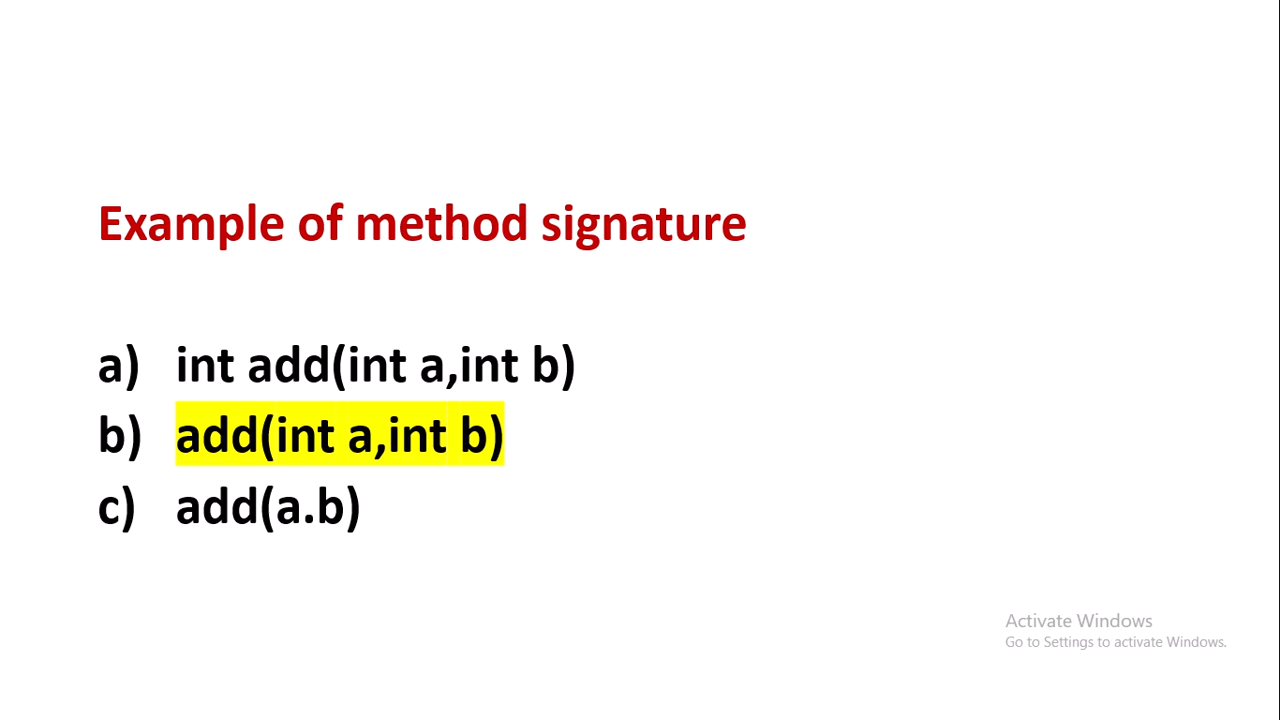 Example of method signature
a) int add(int a,int b)
b) add(int a,int b)
c) add(a.b)
Activate Windows
Go to Settings to activate Windows.